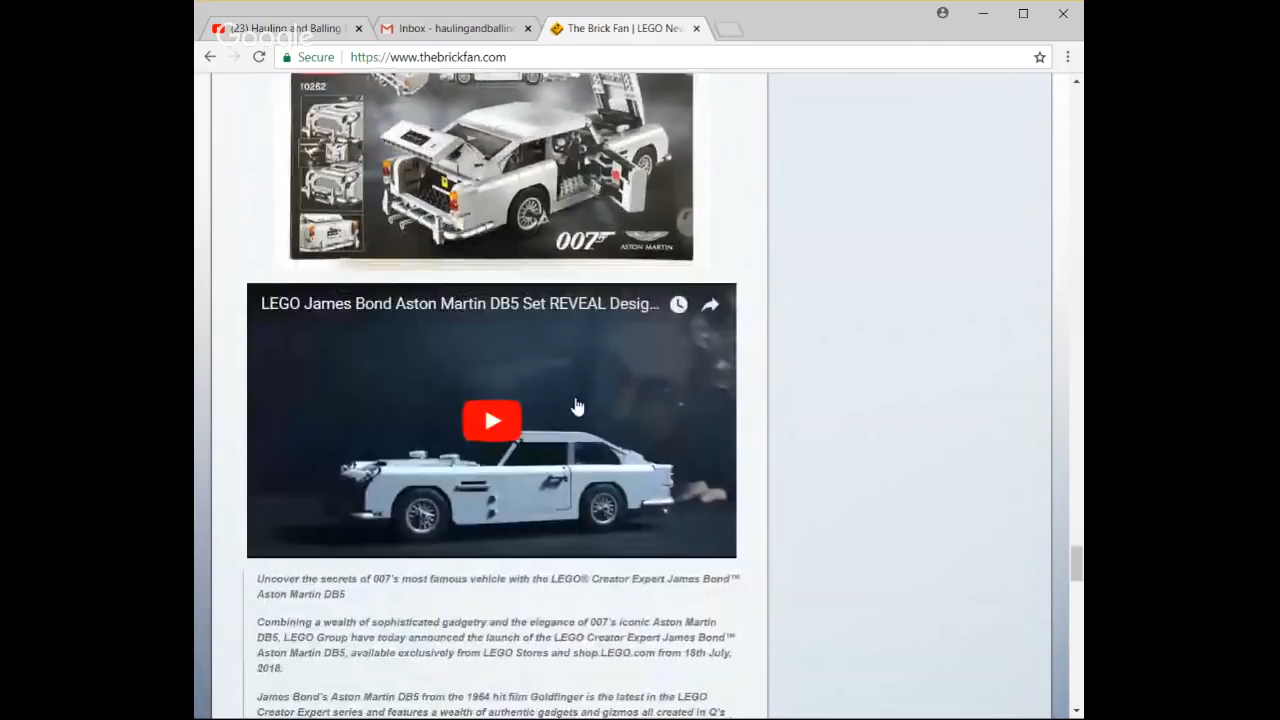 (23) Hauling and Balling
Inbox - haulingandballing
The Brick Fan | LEGO New
Google
Secure
https://www.thebrickfan.com
10262
007
ASTON MARTIN
LEGO James Bond Aston Martin DB5 Set REVEAL Desig...
Uncover the secrets of 007's most famous vehicle with the LEGO® Creator Expert James Bond™
Aston Martin DB5
Combining a wealth of sophisticated gadgetry and the elegance of 007's iconic Aston Martin
DB5, LEGO Group have today announced the launch of the LEGO Creator Expert James Bond™
Aston Martin DB5, available exclusively from LEGO Stores and shop.LEGO.com from 18th July,
2018.
James Bond's Aston Martin DB5 from the 1964 hit film Goldfinger is the latest in the LEGO
Creator Expert series and features a wealth of authentic gadgets and gizmos all created in Q's